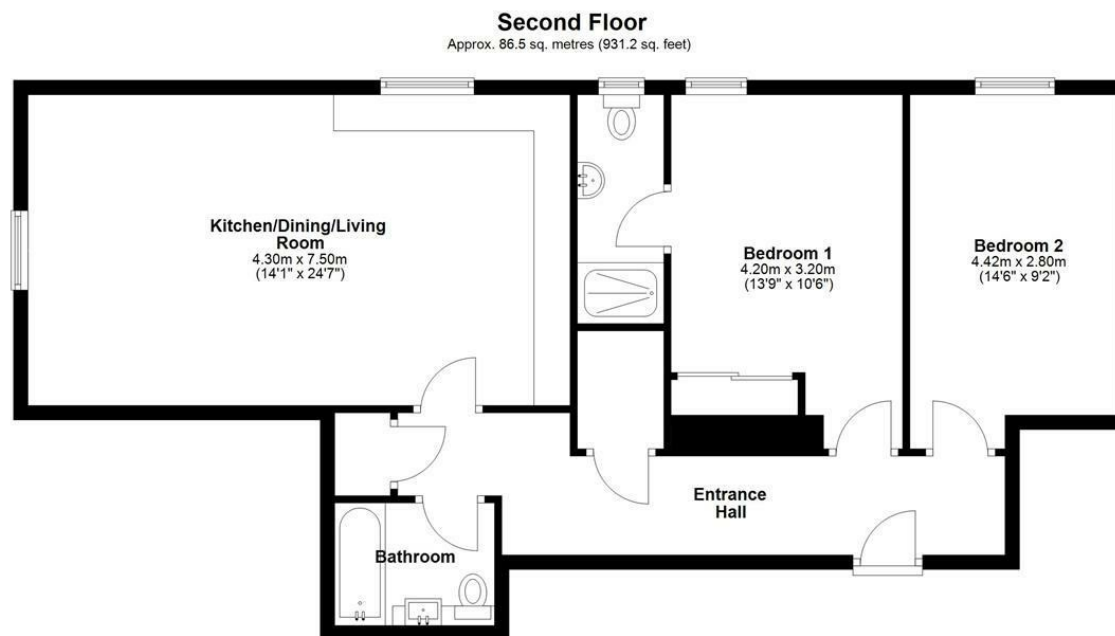 Second Floor
Approx. 86.5 sq. metres (931.2 sq. feet)
Kitchen/Dining/Living
Room
4.30m x 7.50m
(14'1" x 24'7")
Bedroom 1
4.20m x 3.20m
(13'9" x 10'6")
Bedroom 2
4.42m x 2.80m
(14'6" x 9'2")
Entrance
Hall
Bathroom